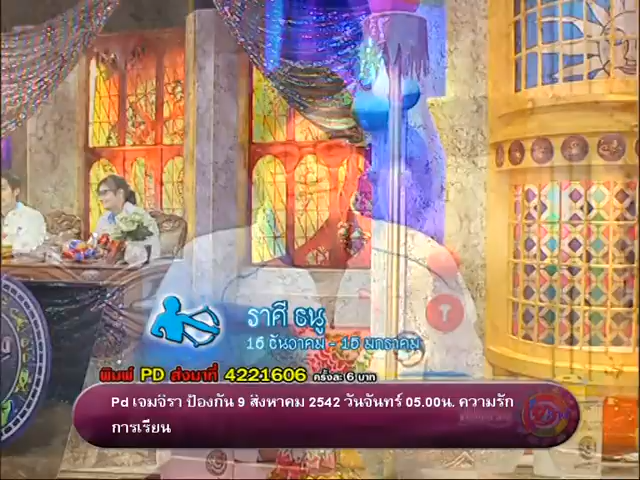 ราศี ธนู
16 ธันวาคม - 15 มกราคม
พิมพ์ PD ส่งมาที่ 4221606 ครั้งละ 6 บาท
Pd เจมจิรา ป้องกัน 9 สิงหาคม 2542 วันจันทร์ 05.00น. ความรัก
การเรียน